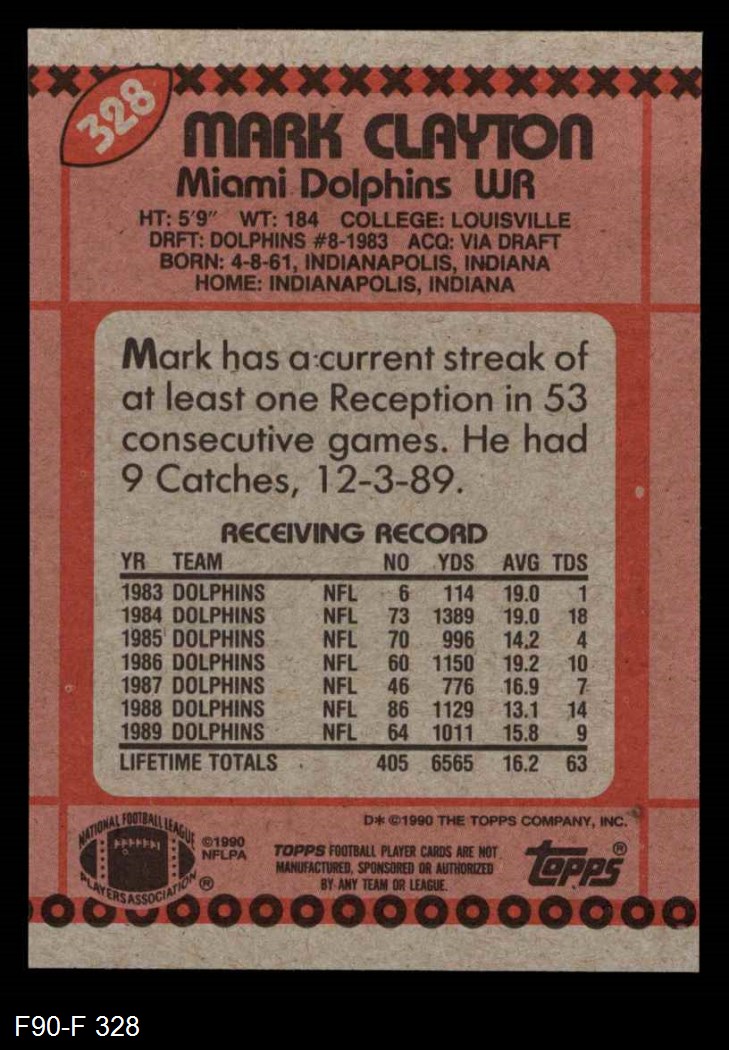 328
MARK CLAYTON
Miami Dolphins WR
HT: 5'9" WT: 184 COLLEGE: LOUISVILLE
DRFT: DOLPHINS #8-1983 ACQ: VIA DRAFT
BORN: 4-8-61, INDIANAPOLIS, INDIANA
HOME: INDIANAPOLIS, INDIANA
Mark has a current streak of
at least one Reception in 53
consecutive games. He had
9 Catches, 12-3-89.
RECEIVING RECORD
YR TEAM NO YDS AVG TDS
1983 DOLPHINS NFL 6 114 19.0 1
1984 DOLPHINS NFL 73 1389 19.0 18
1985 DOLPHINS NFL 70 996 14.2 4
1986 DOLPHINS NFL 60 1150 19.2 10
1987 DOLPHINS NFL 46 776 16.9 7
1988 DOLPHINS NFL 86 1129 13.1 14
1989 DOLPHINS NFL 64 1011 15.8 9
LIFETIME TOTALS 405 6565 16.2 63
D* ©1990 THE TOPPS COMPANY, INC.
NATIONAL FOOTBALL LEAGUE
PLAYERS ASSOCIATION ®
©1990
NFLPA
TOPPS FOOTBALL PLAYER CARDS ARE NOT
MANUFACTURED, SPONSORED OR AUTHORIZED
BY ANY TEAM OR LEAGUE.
topps®
F90-F 328